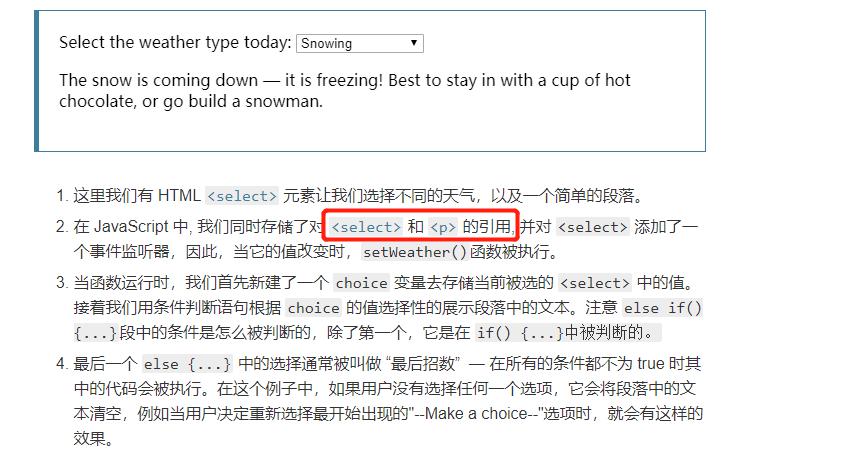 Select the weather type today: Snowing
The snow is coming down — it is freezing! Best to stay in with a cup of hot
chocolate, or go build a snowman.
1. 这里我们有 HTML <select> 元素让我们选择不同的天气，以及一个简单的段落。
2. 在 JavaScript 中, 我们同时存储了对 <select> 和 <p> 的引用, 并对 <select> 添加了一
个事件监听器，因此，当它的值改变时，setWeather()函数被执行。
3. 当函数运行时，我们首先新建了一个 choice 变量去存储当前被选的 <select> 中的值。
接着我们用条件判断语句根据 choice 的值选择性的展示段落中的文本。注意 else if()
{...}段中的条件是怎么被判断的，除了第一个，它是在 if() {...}中被判断的。
4. 最后一个 else {...} 中的选择通常被叫做 “最后招数” — 在所有的条件都不为 true 时其
中的代码会被执行。在这个例子中，如果用户没有选择任何一个选项，它会将段落中的文
本清空，例如当用户决定重新选择最开始出现的"--Make a choice--"选项时，就会有这样的
效果。